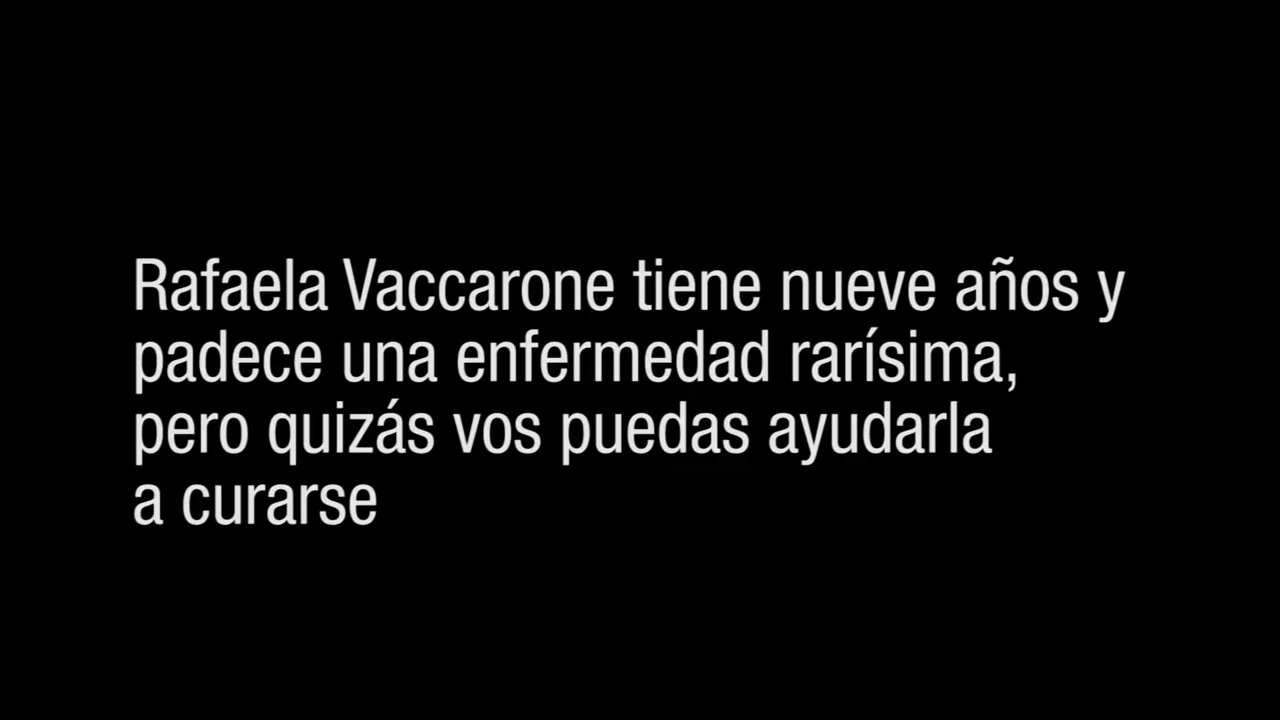 Rafaela Vaccarone tiene nueve años y
padece una enfermedad rarísima,
pero quizás vos puedas ayudarla
a curarse